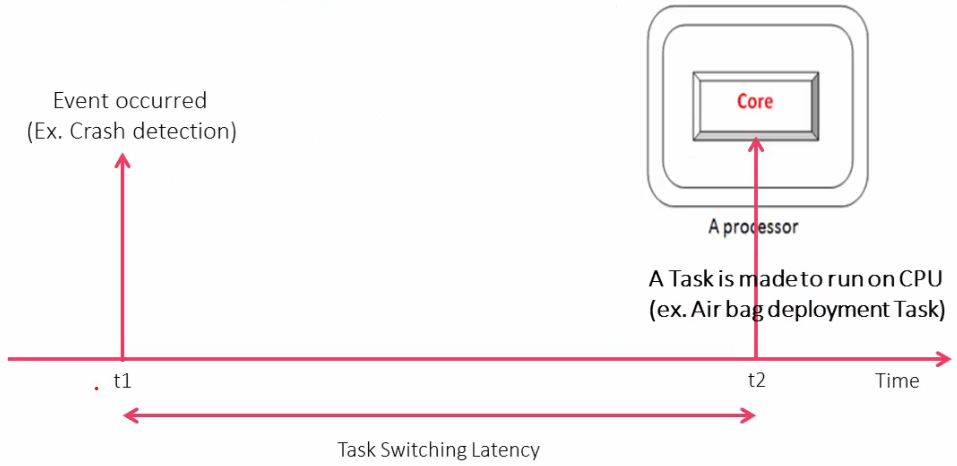 Event occurred
(Ex. Crash detection)
Core
A processor
A Task is made to run on CPU
(ex. Air bag deployment Task)
t1
t2
Time
Task Switching Latency